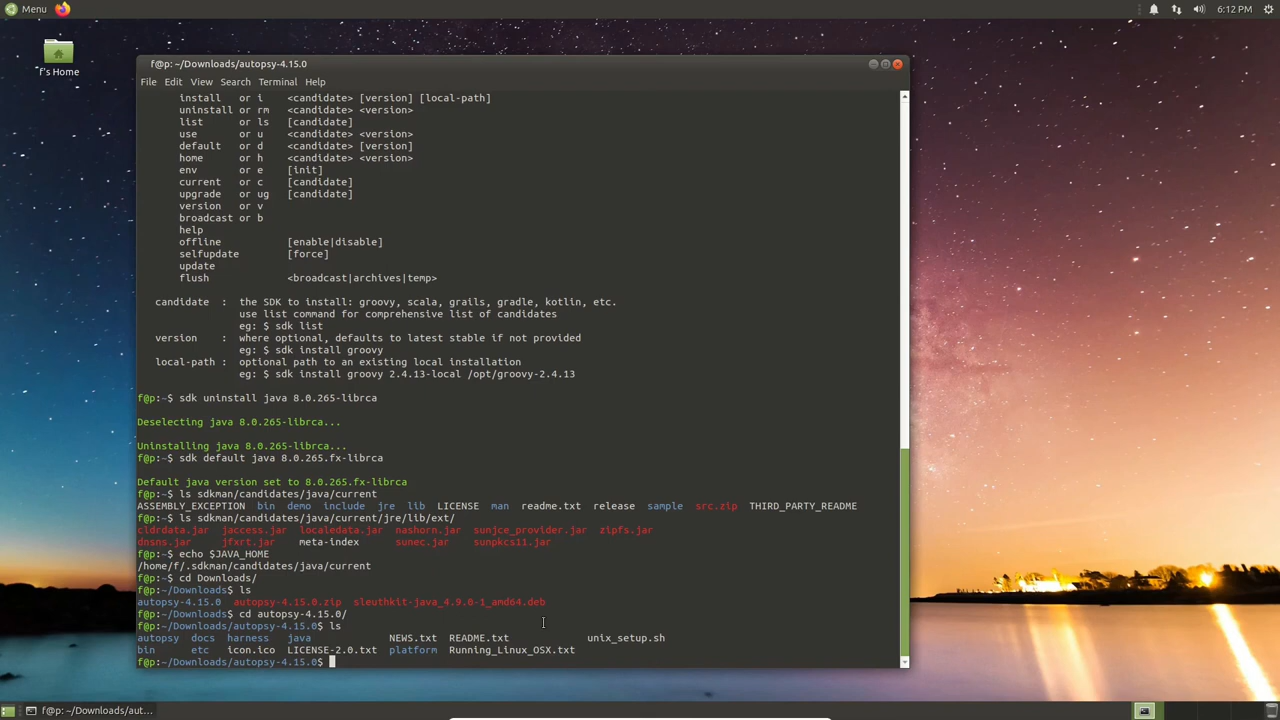 Menu
6:12 PM
f's Home
f@p: ~/Downloads/autopsy-4.15.0
File Edit View Search Terminal Help
install or i <candidate> [version] [local-path]
uninstall or rm <candidate> <version>
list or ls [candidate]
use or u <candidate> <version>
default or d <candidate> [version]
home or h <candidate> <version>
env or e [init]
current or c [candidate]
upgrade or ug [candidate]
version or v
broadcast or b
help
offline [enable|disable]
selfupdate [force]
update
flush <broadcast|archives|temp>
candidate : the SDK to install: groovy, scala, grails, gradle, kotlin, etc.
use list command for comprehensive list of candidates
eg: $ sdk list
version : where optional, defaults to latest stable if not provided
eg: $ sdk install groovy
local-path : optional path to an existing local installation
eg: $ sdk install groovy 2.4.13-local /opt/groovy-2.4.13
f@p:~$ sdk uninstall java 8.0.265-librca
Deselecting java 8.0.265-librca...
Uninstalling java 8.0.265-librca...
f@p:~$ sdk default java 8.0.265.fx-librca
Default java version set to 8.0.265.fx-librca
f@p:~$ ls sdkman/candidates/java/current
ASSEMBLY_EXCEPTION bin demo include jre lib LICENSE man readme.txt release sample src.zip THIRD_PARTY_README
f@p:~$ ls sdkman/candidates/java/current/jre/lib/ext/
cldrdata.jar jaccess.jar localedata.jar nashorn.jar sunjce_provider.jar zipfs.jar
dnsns.jar jfxrt.jar meta-index sunec.jar sunpkcs11.jar
f@p:~$ echo $JAVA_HOME
/home/f/.sdkman/candidates/java/current
f@p:~$ cd Downloads/
f@p:~/Downloads$ ls
autopsy-4.15.0 autopsy-4.15.0.zip sleuthkit-java_4.9.0-1_amd64.deb
f@p:~/Downloads$ cd autopsy-4.15.0/
f@p:~/Downloads/autopsy-4.15.0$ ls
autopsy docs harness java NEWS.txt README.txt unix_setup.sh
bin etc icon.ico LICENSE-2.0.txt platform Running_Linux_OSX.txt
f@p:~/Downloads/autopsy-4.15.0$
f@p: ~/Downloads/aut...